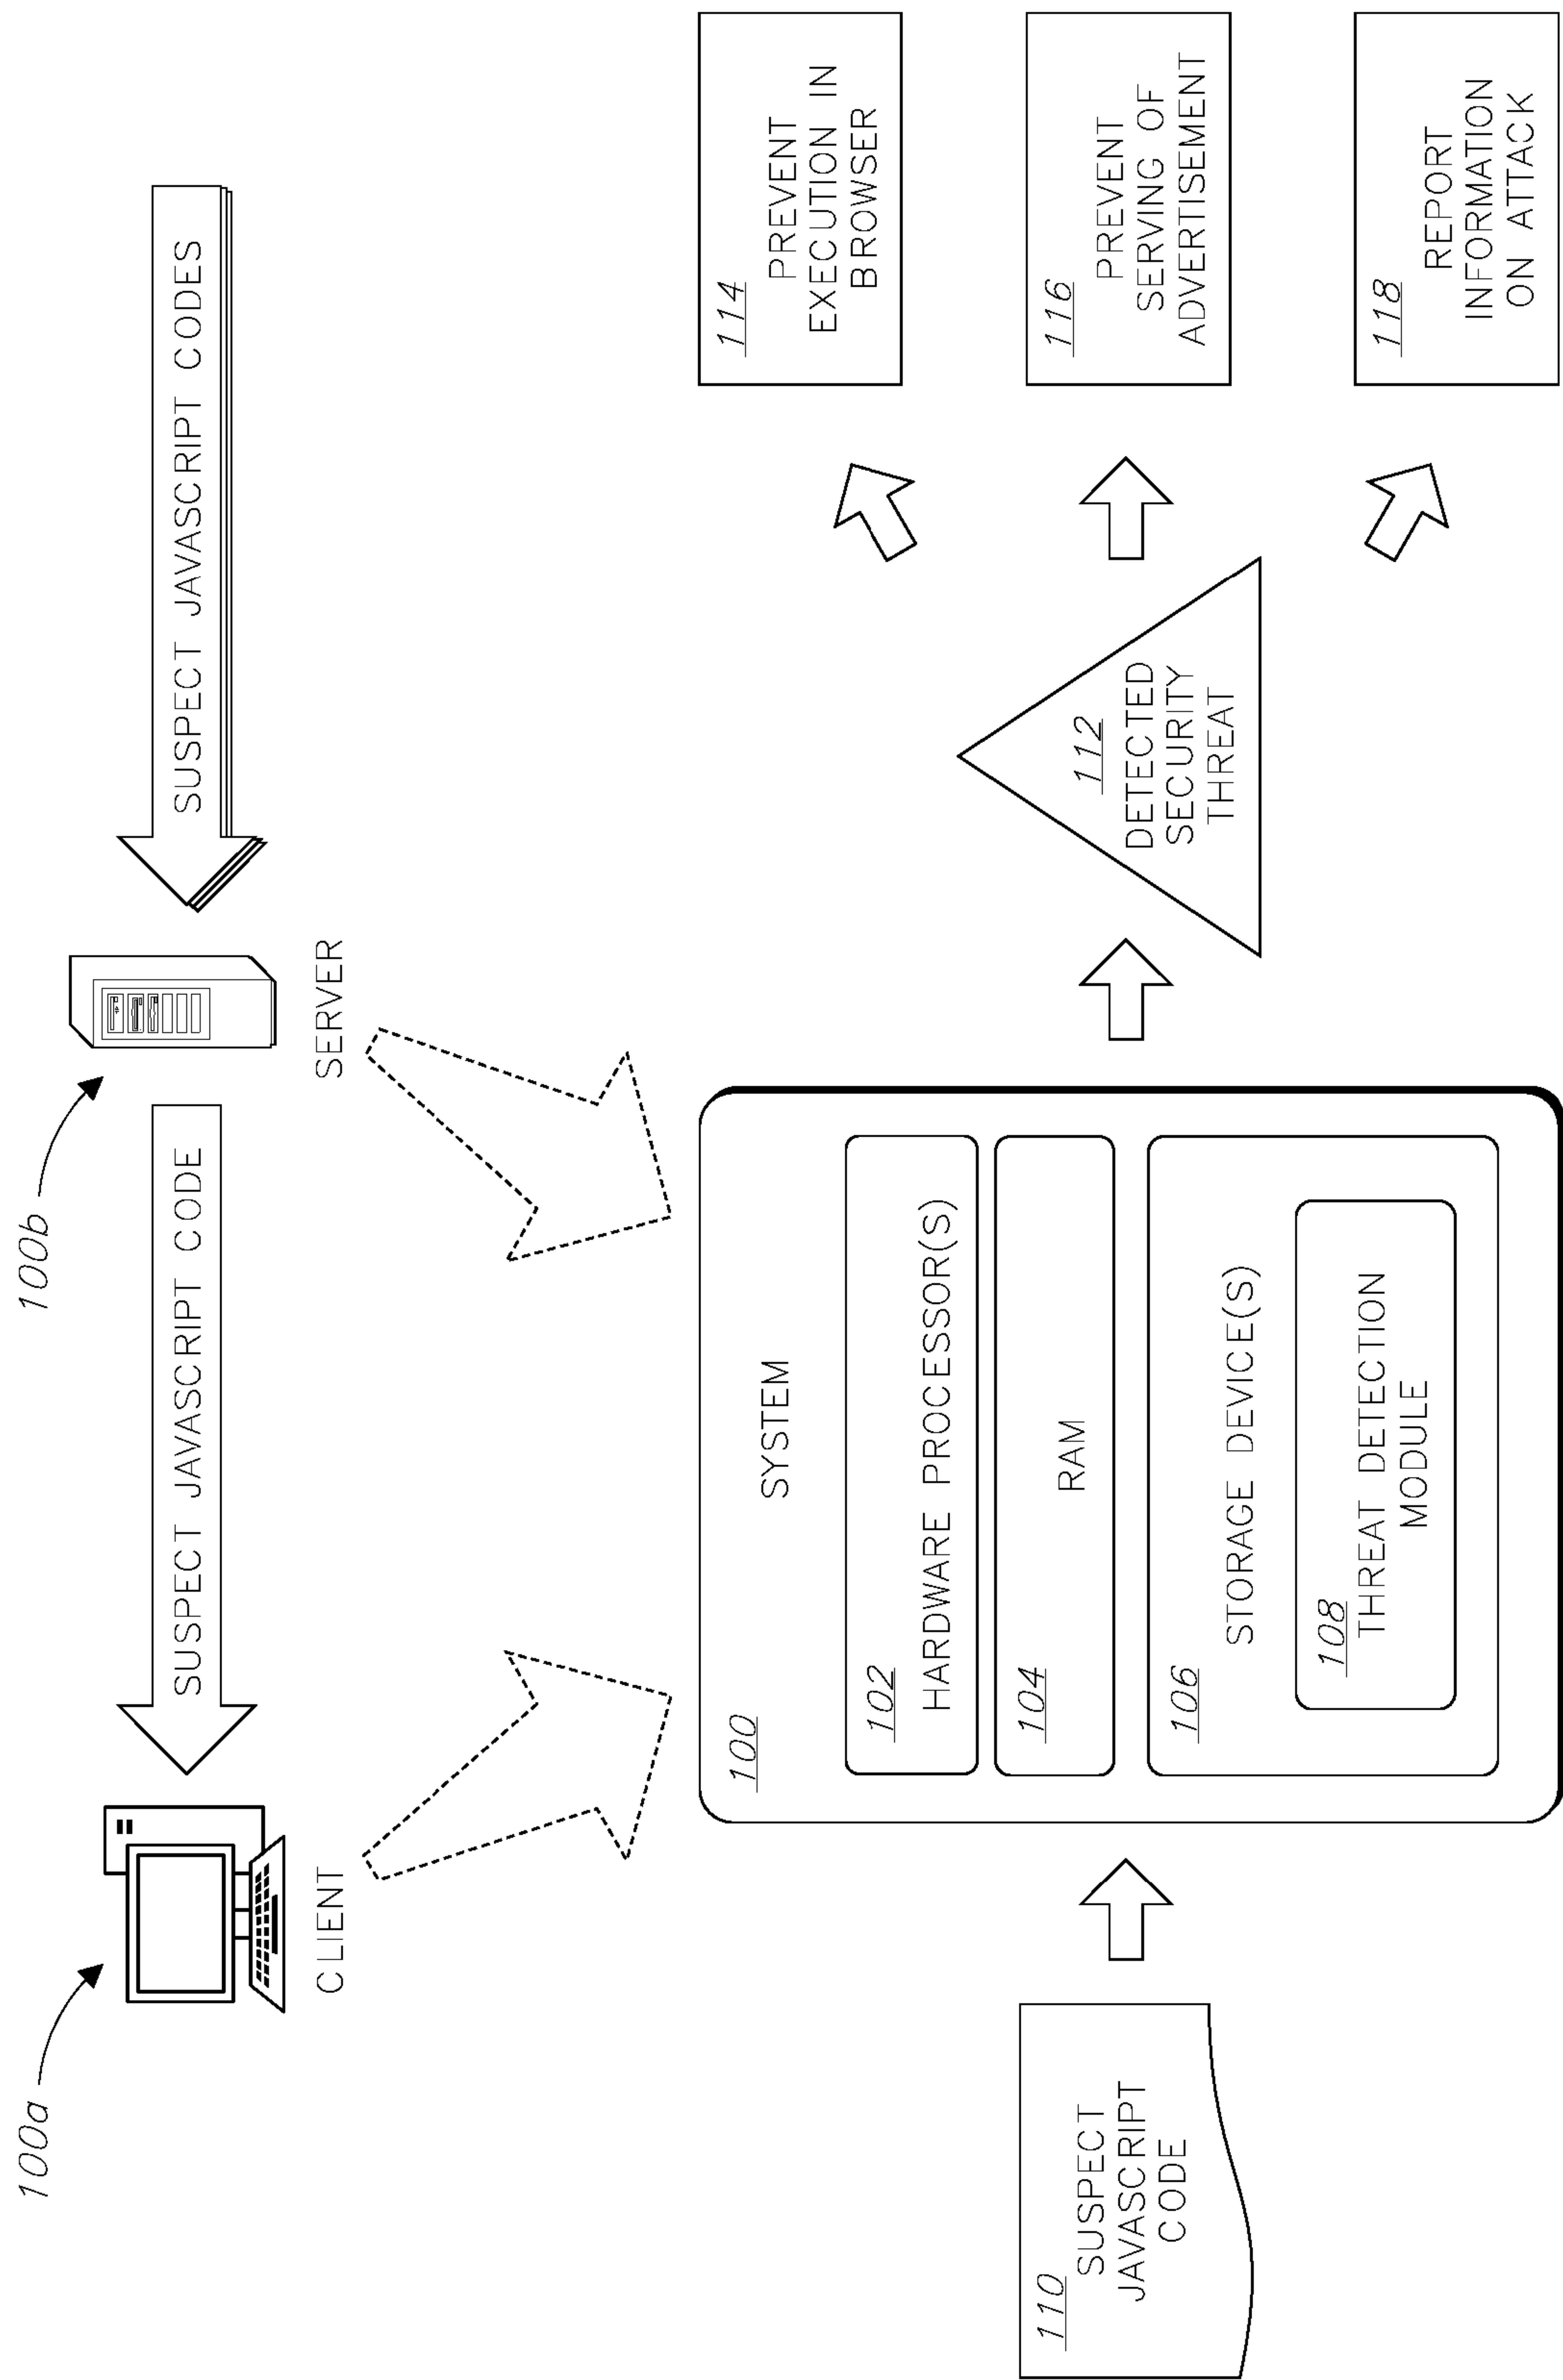 100a
100b
SUSPECT JAVASCRIPT CODE
SUSPECT JAVASCRIPT CODES
CLIENT
SERVER
110
SUSPECT
JAVASCRIPT
CODE
100
SYSTEM
102
HARDWARE PROCESSOR(S)
104
RAM
106
STORAGE DEVICE(S)
108
THREAT DETECTION
MODULE
112
DETECTED
SECURITY
THREAT
114
PREVENT
EXECUTION IN
BROWSER
116
PREVENT
SERVING OF
ADVERTISEMENT
118
REPORT
INFORMATION
ON ATTACK